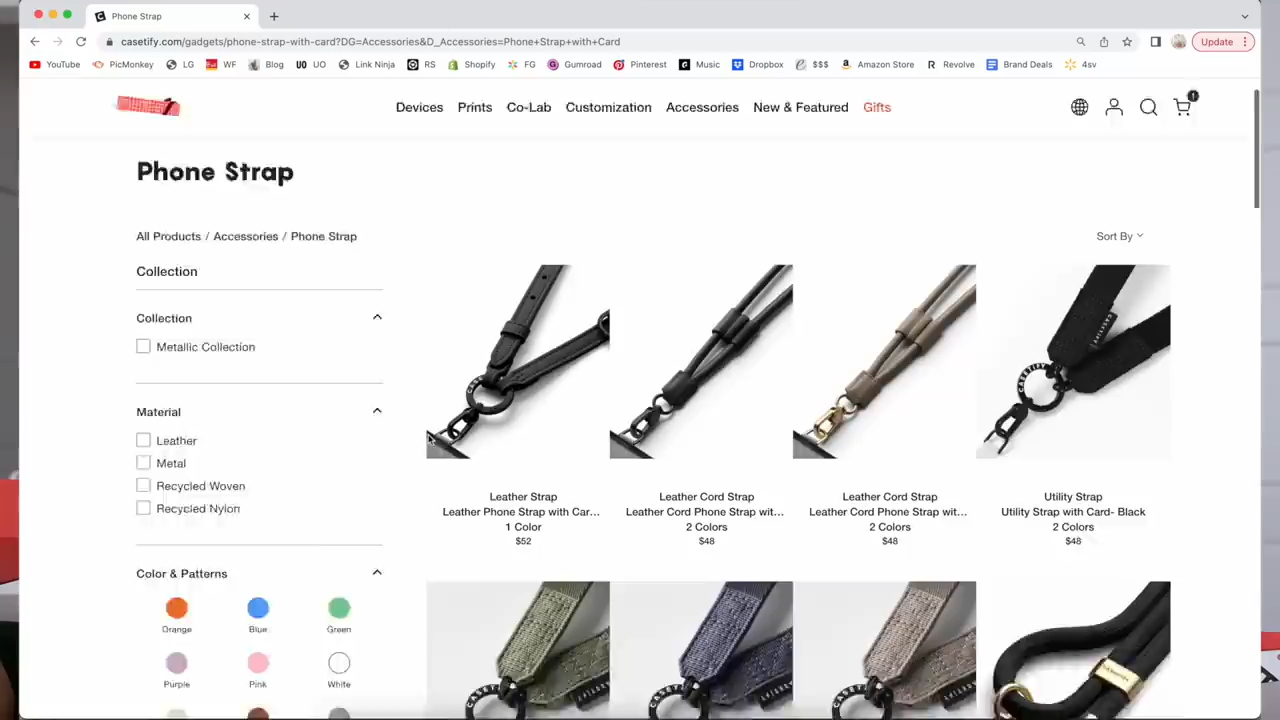 Phone Strap
casetify.com/gadgets/phone-strap-with-card?DG=Accessories&D_Accessories=Phone+Strap+with+Card
Update
YouTube
PicMonkey
LG
WF
Blog
UO
Link Ninja
RS
Shopify
FG
Gumroad
Pinterest
Music
Dropbox
$$$
Amazon Store
Revolve
Brand Deals
4sv
Devices
Prints
Co-Lab
Customization
Accessories
New & Featured
Gifts
1
Phone Strap
All Products / Accessories / Phone Strap
Sort By
Collection
Collection
Metallic Collection
Material
Leather
Metal
Recycled Woven
Recycled Nylon
Color & Patterns
Orange
Blue
Green
Purple
Pink
White
Leather Strap
Leather Phone Strap with Car...
1 Color
$52
Leather Cord Strap
Leather Cord Phone Strap wit...
2 Colors
$48
Leather Cord Strap
Leather Cord Phone Strap wit...
2 Colors
$48
CASETIFY
CASETIFY
Utility Strap
Utility Strap with Card- Black
2 Colors
$48